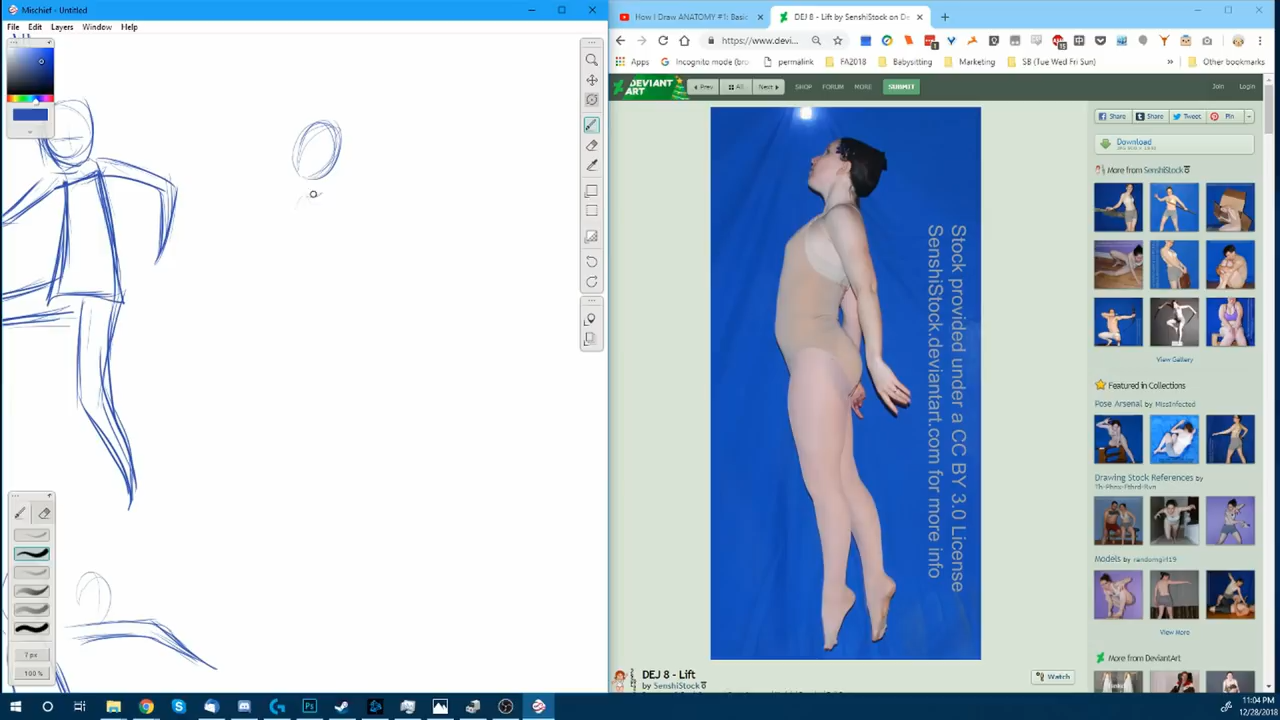 Mischief - Untitled
File Edit Layers Window Help
7 px
100 %
How I Draw ANATOMY #1: Basic
DEJ 8 - Lift by SenshiStock on D
https://www.devi...
Apps
Incognito mode (bro
permalink
FA2018
Babysitting
Marketing
SB (Tue Wed Fri Sun)
Other bookmarks
DEVIANT ART
Prev
All
Next
SHOP
FORUM
MORE
SUBMIT
Join
Login
Share
Share
Tweet
Pin
Download
More from SenshiStock
View Gallery
Featured in Collections
Pose Arsenal by MissInfected
Drawing Stock References by
Models by randomgirl19
View More
More from DeviantArt
Stock provided under a CC BY 3.0 License
SenshiStock.deviantart.com for more info
DEJ 8 - Lift
by SenshiStock
Watch
11:04 PM
12/28/2018